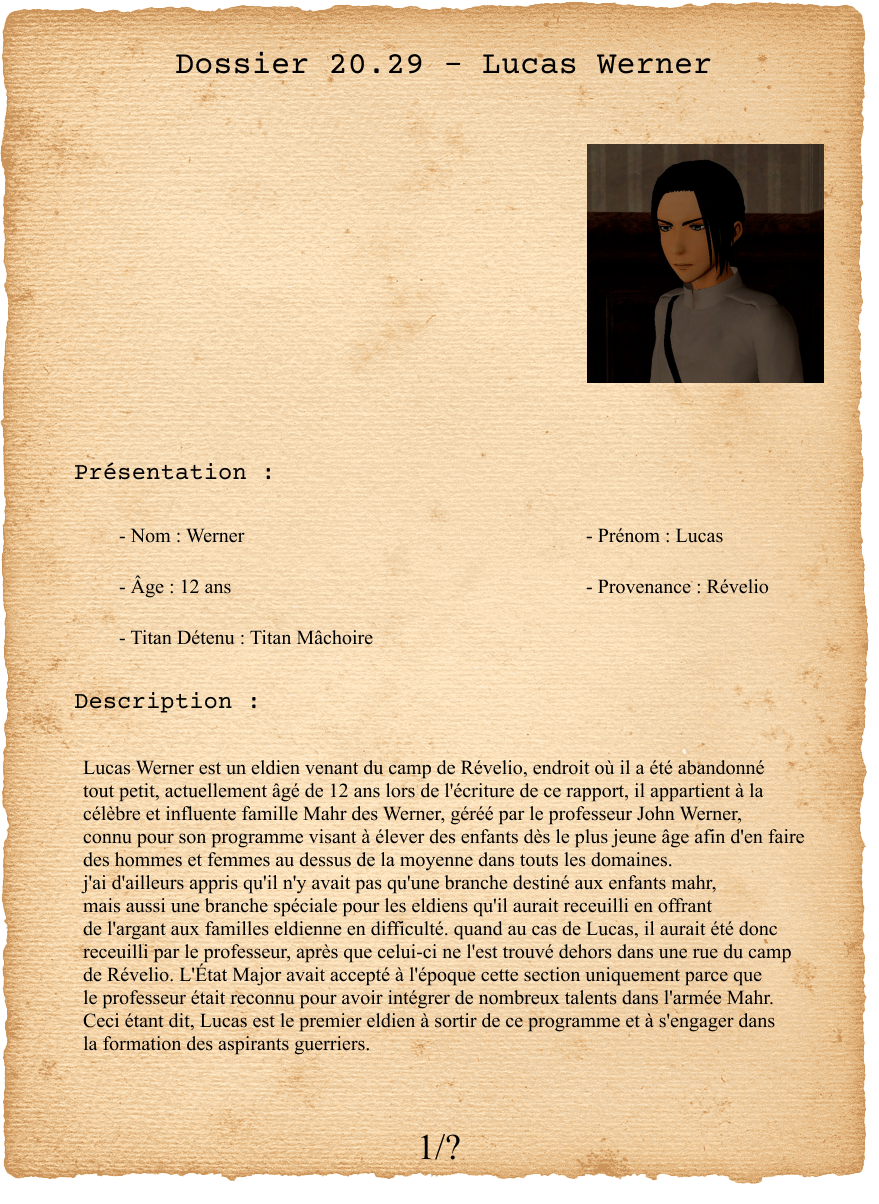 Dossier 20.29 - Lucas Werner
Présentation :
- Nom : Werner
- Prénom : Lucas
- Âge : 12 ans
- Provenance : Révelio
- Titan Détenu : Titan Mâchoire
Description :
Lucas Werner est un eldien venant du camp de Révelio, endroit où il a été abandonné
tout petit, actuellement âgé de 12 ans lors de l'écriture de ce rapport, il appartient à la
célèbre et influente famille Mahr des Werner, géréé par le professeur John Werner,
connu pour son programme visant à élever des enfants dès le plus jeune âge afin d'en faire
des hommes et femmes au dessus de la moyenne dans touts les domaines.
j'ai d'ailleurs appris qu'il n'y avait pas qu'une branche destiné aux enfants mahr,
mais aussi une branche spéciale pour les eldiens qu'il aurait receuilli en offrant
de l'argant aux familles eldienne en difficulté. quand au cas de Lucas, il aurait été donc
receuilli par le professeur, après que celui-ci ne l'est trouvé dehors dans une rue du camp
de Révelio. L'État Major avait accepté à l'époque cette section uniquement parce que
le professeur était reconnu pour avoir intégrer de nombreux talents dans l'armée Mahr.
Ceci étant dit, Lucas est le premier eldien à sortir de ce programme et à s'engager dans
la formation des aspirants guerriers.
1/?